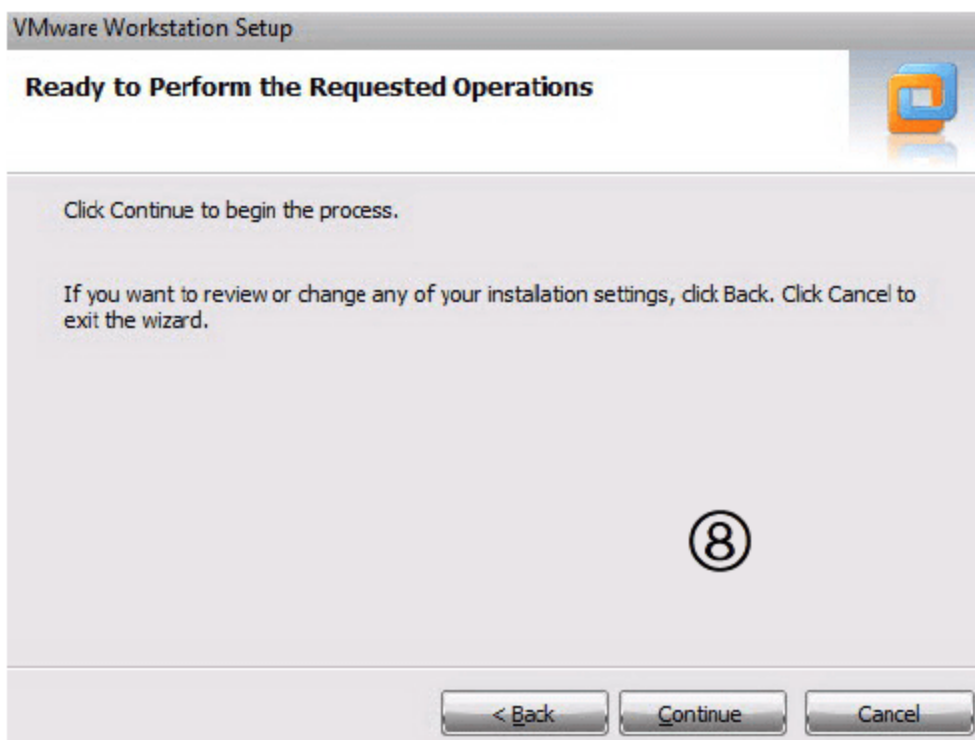 VMware Workstation Setup
Ready to Perform the Requested Operations
Click Continue to begin the process.
If you want to review or change any of your installation settings, click Back. Click Cancel to
exit the wizard.
⑧
< Back Continue Cancel